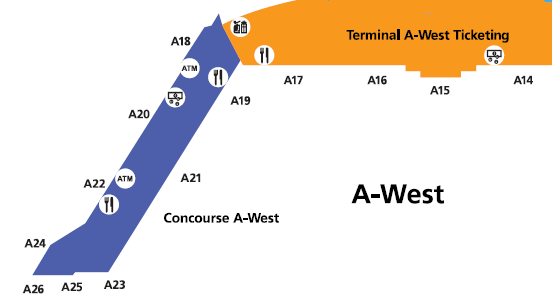 Terminal A-West Ticketing
A18
ATM
A17
A16
A15
A14
A20
A19
A22
ATM
A21
A-West
Concourse A-West
A24
A26
A25
A23